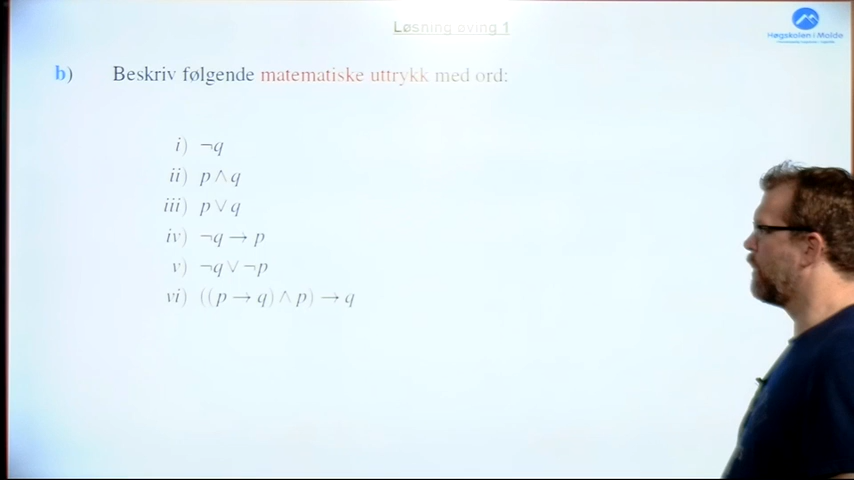 Løsning øving 1
Høgskolen i Molde
b) Beskriv følgende matematiske uttrykk med ord:
i) ¬q
ii) p ∧ q
iii) p ∨ q
iv) ¬q → p
v) ¬q ∨ ¬p
vi) ((p → q) ∧ p) → q